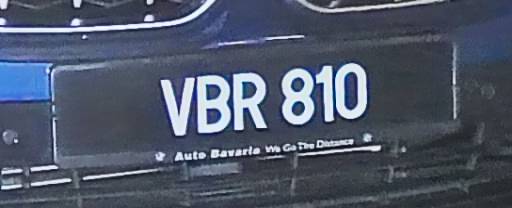 VBR 810
Auto Bavaria We Go The Distance